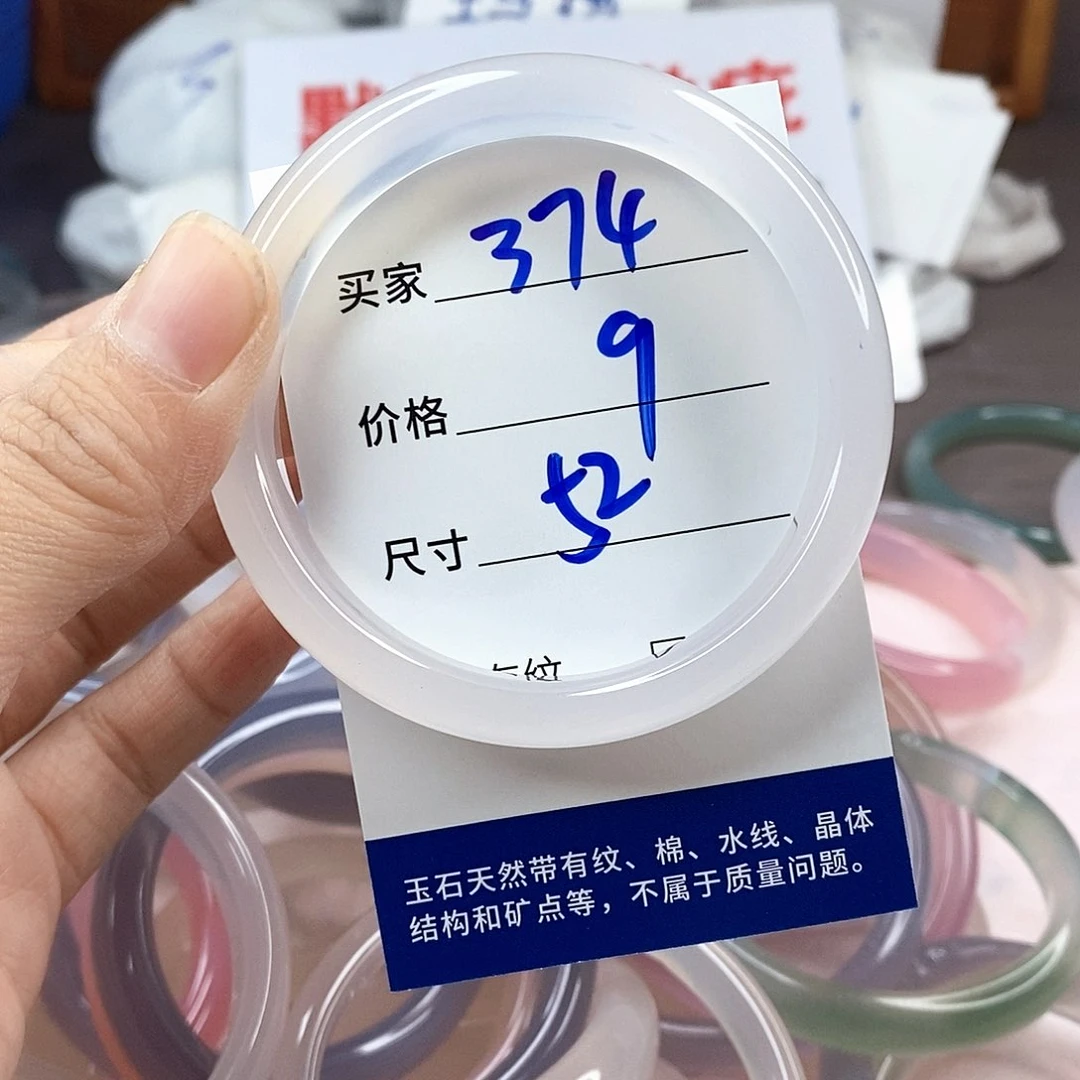 买家 374
价格 9
尺寸 52
玉石天然带有纹、棉、水线、晶体
结构和矿点等，不属于质量问题。